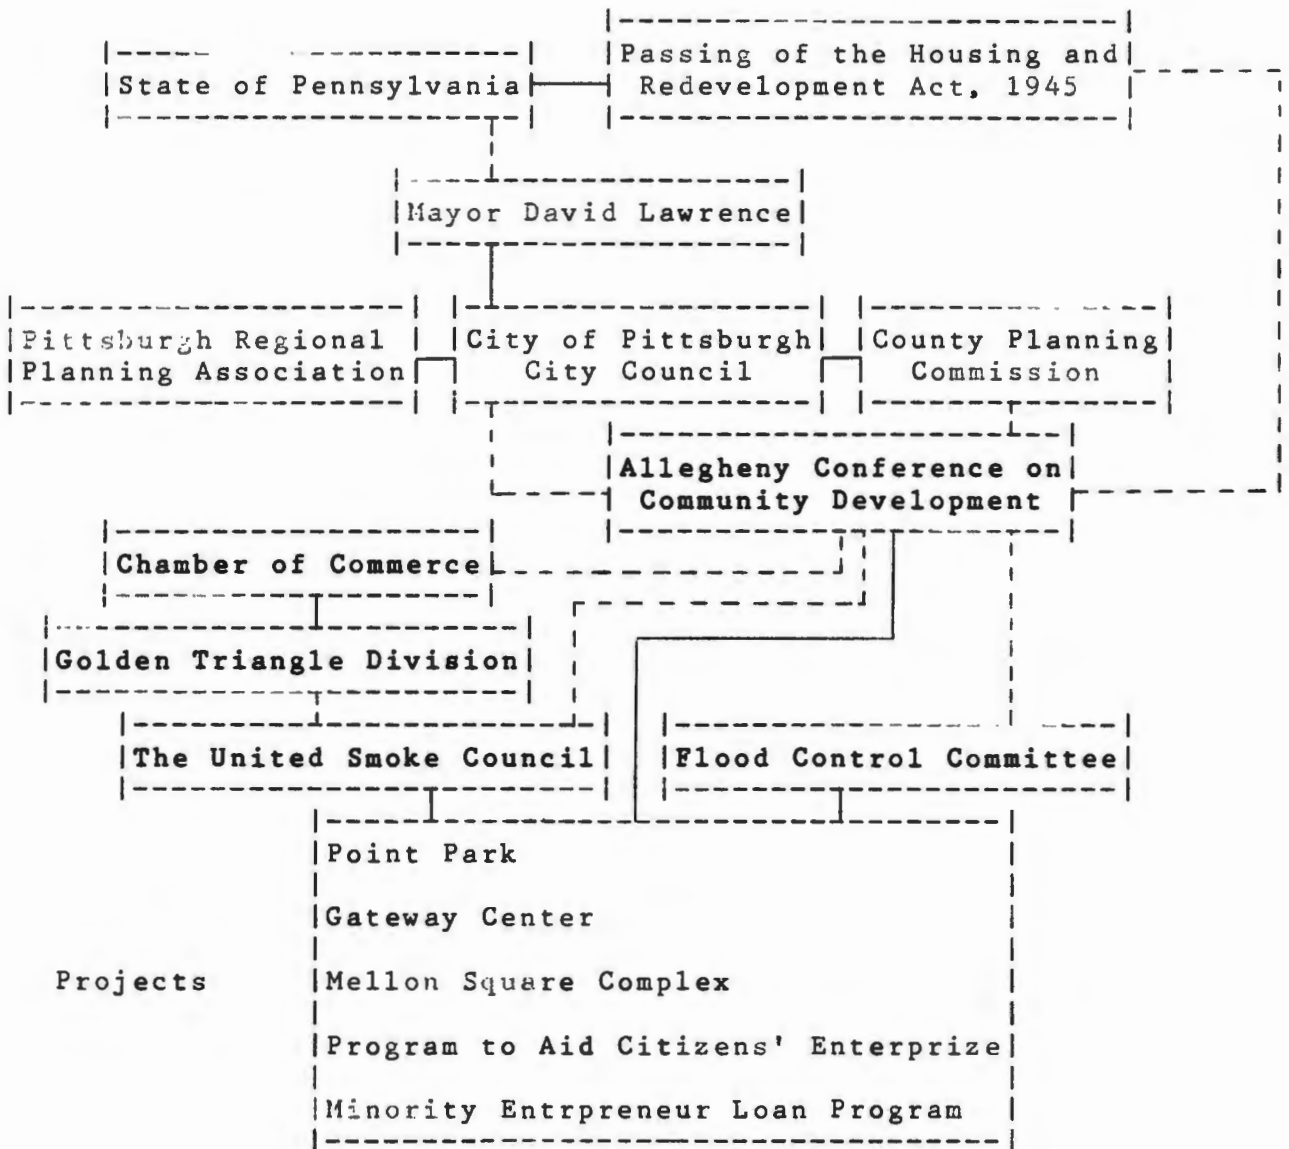 Passing of the Housing and
Redevelopment Act, 1945
State of Pennsylvania
Mayor David Lawrence
Pittsburgh Regional
Planning Association
City of Pittsburgh
City Council
County Planning
Commission
Allegheny Conference on
Community Development
Chamber of Commerce
Golden Triangle Division
The United Smoke Council
Flood Control Committee
Projects
Point Park
Gateway Center
Mellon Square Complex
Program to Aid Citizens' Enterprize
Minority Entrpreneur Loan Program